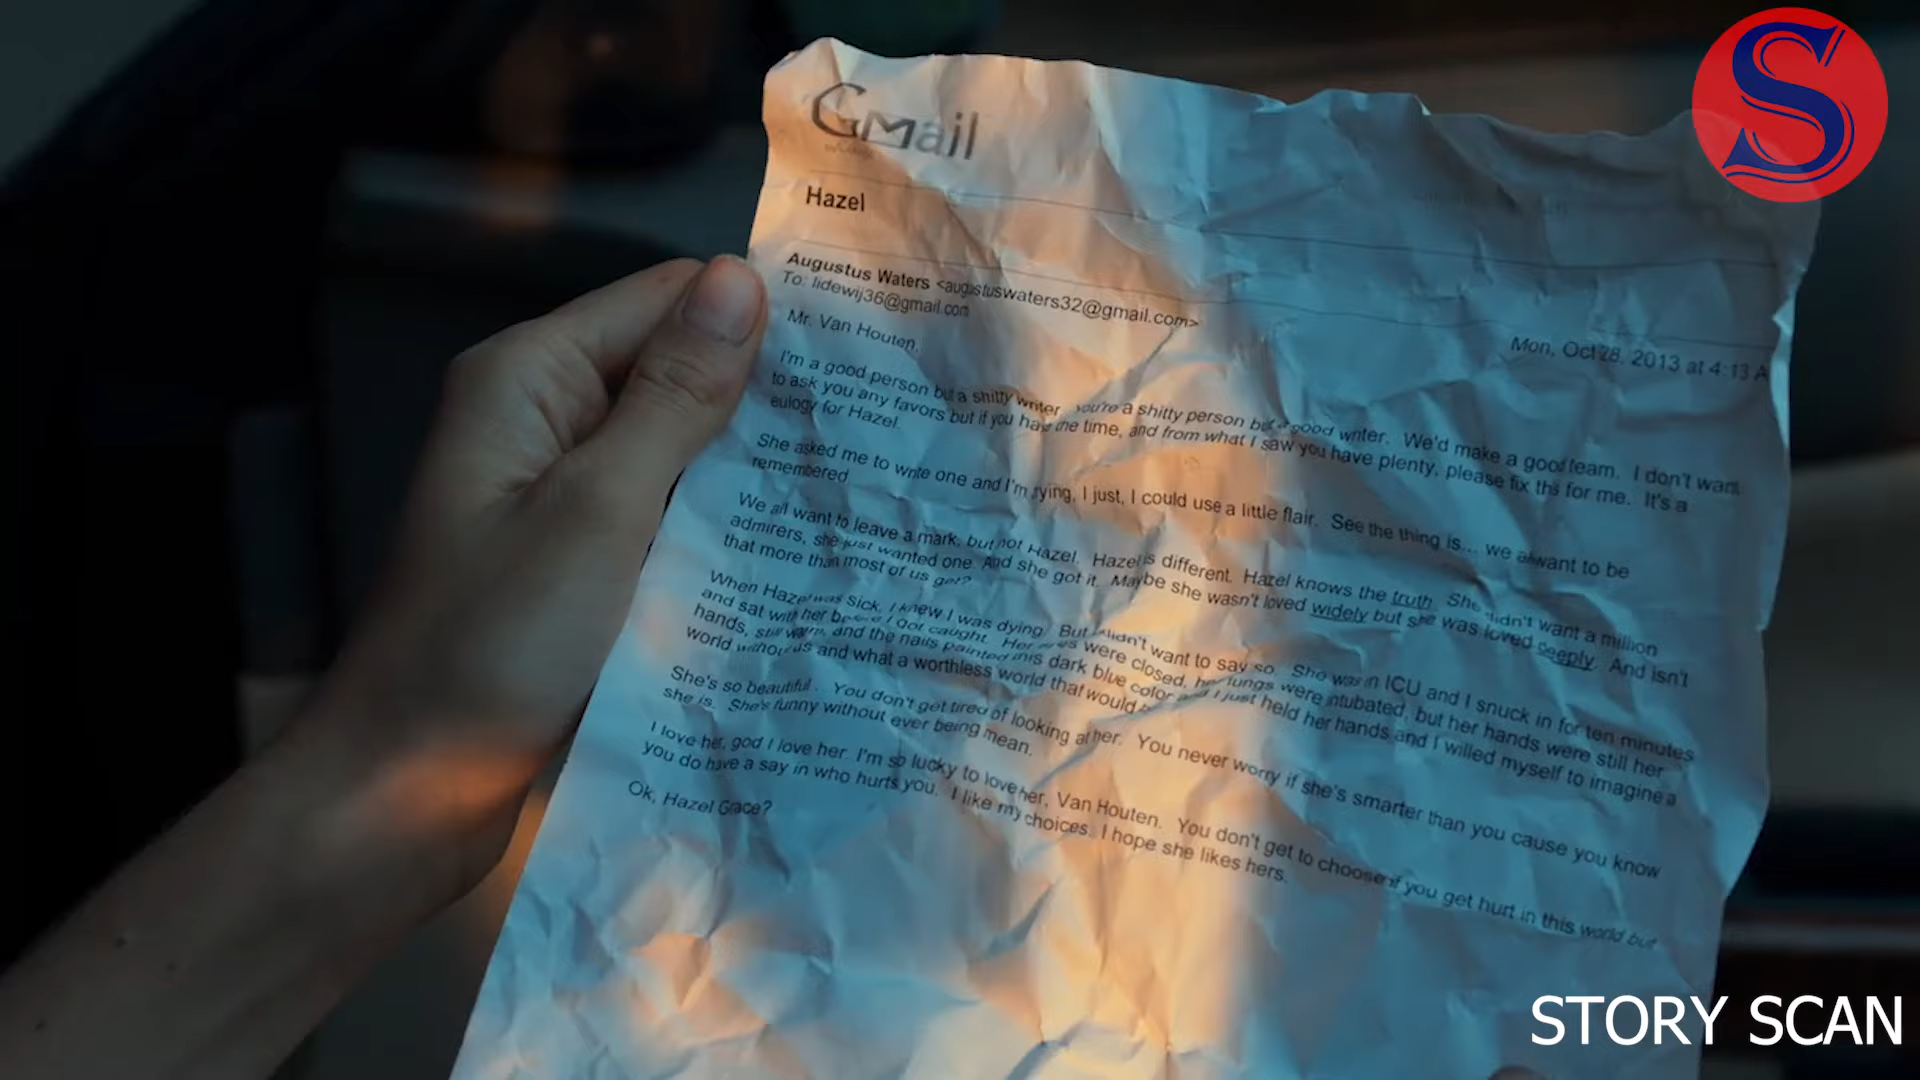 S
Gmail
Hazel
Augustus Waters <augustuswaters32@gmail.com>
To: lidewij36@gmail.com
Mon, Oct 28, 2013 at 4:13 A
Mr. Van Houten,
I'm a good person but a shitty writer. You're a shitty person but a good writer. We'd make a good team. I don't want
to ask you any favors but if you have the time, and from what I saw you have plenty, please fix this for me. It's a
eulogy for Hazel.
She asked me to write one and I'm trying, I just, I could use a little flair. See the thing is... we all want to be
remembered
We all want to leave a mark, but not Hazel. Hazel is different. Hazel knows the truth. She didn't want a million
admirers, she just wanted one. And she got it. Maybe she wasn't loved widely but she was loved deeply. And isn't
that more than most of us get?
When Hazel was sick, I knew I was dying. But I didn't want to say so. She was in ICU and I snuck in for ten minutes
and sat with her before I got caught. Her eyes were closed, her lungs were intubated, but her hands were still her
hands, still warm, and the nails painted this dark blue color and I just held her hands and I willed myself to imagine a
world without us and what a worthless world that would
She's so beautiful. You don't get tired of looking at her. You never worry if she's smarter than you cause you know
she is. She's funny without ever being mean.
I love her, god I love her. I'm so lucky to love her, Van Houten. You don't get to choose if you get hurt in this world but
you do have a say in who hurts you. I like my choices. I hope she likes hers.
Ok, Hazel Grace?
STORY SCAN